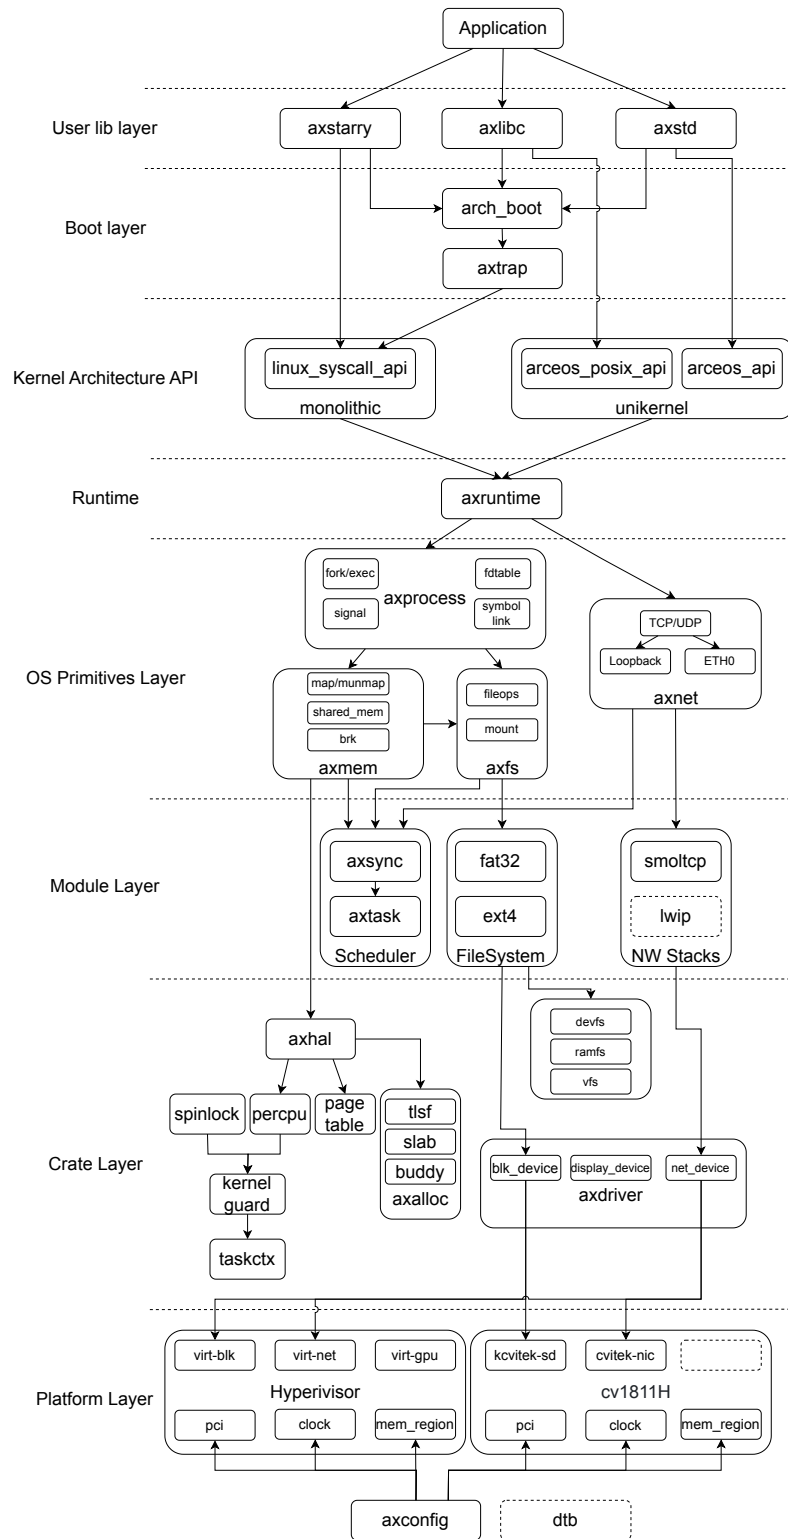 Application
User lib layer
axstarry
axlibc
axstd
Boot layer
arch_boot
axtrap
Kernel Architecture API
linux_syscall_api
monolithic
arceos_posix_api
arceos_api
unikernel
Runtime
axruntime
OS Primitives Layer
fork/exec
fdtable
axprocess
signal
symbol
link
TCP/UDP
Loopback
ETH0
axnet
map/munmap
shared_mem
brk
axmem
fileops
mount
axfs
Module Layer
axsync
axtask
Scheduler
fat32
ext4
FileSystem
smoltcp
lwip
NW Stacks
Crate Layer
axhal
devfs
ramfs
vfs
spinlock
percpu
page
table
tlsf
slab
buddy
axalloc
kernel
guard
taskctx
blk_device
display_device
net_device
axdriver
Platform Layer
virt-blk
virt-net
virt-gpu
Hyperivisor
pci
clock
mem_region
kcvitek-sd
cvitek-nic
cv1811H
pci
clock
mem_region
axconfig
dtb